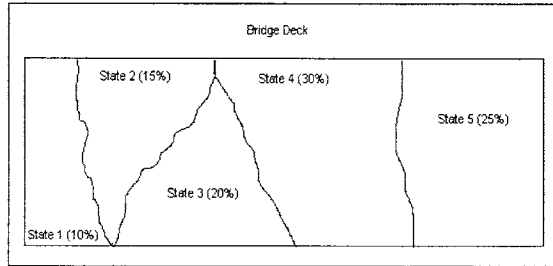 Bridge Deck
State 2 (15%)
State 4 (30%)
State 5 (25%)
State 3 (20%)
State 1 (10%)